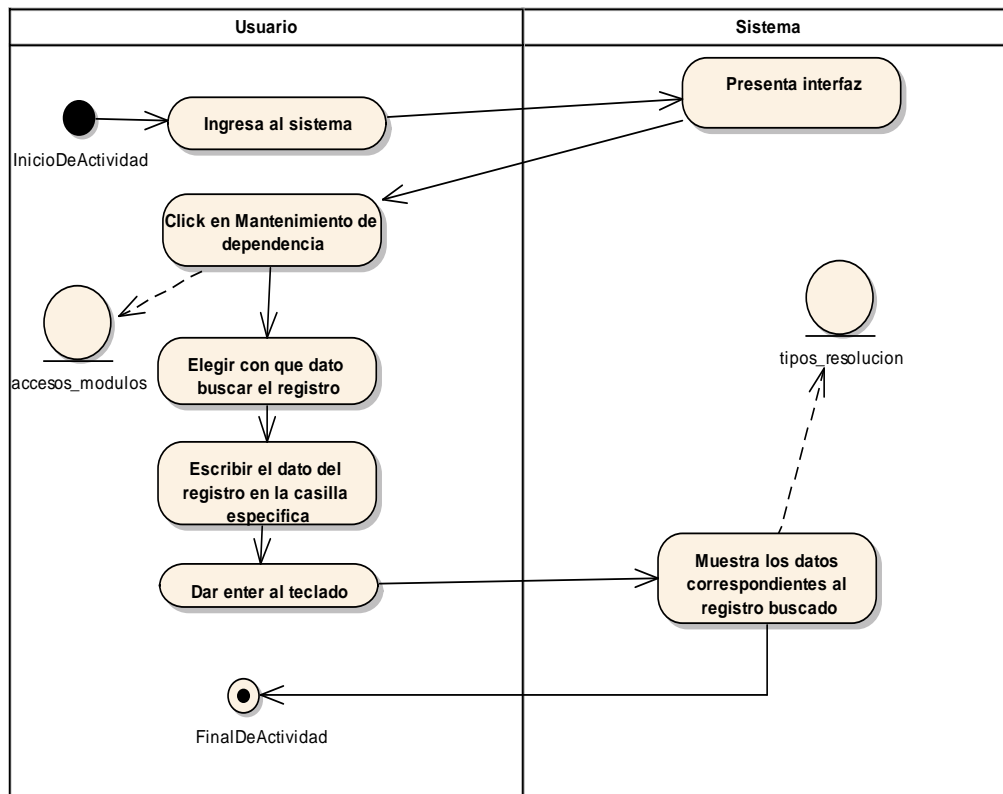 Usuario
Sistema
Presenta interfaz
Ingresa al sistema
InicioDeActividad
Click en Mantenimiento de
dependencia
accesos_modulos
tipos_resolucion
Elegir con que dato
buscar el registro
Escribir el dato del
registro en la casilla
especifica
Dar enter al teclado
Muestra los datos
correspondientes al
registro buscado
FinalDeActividad